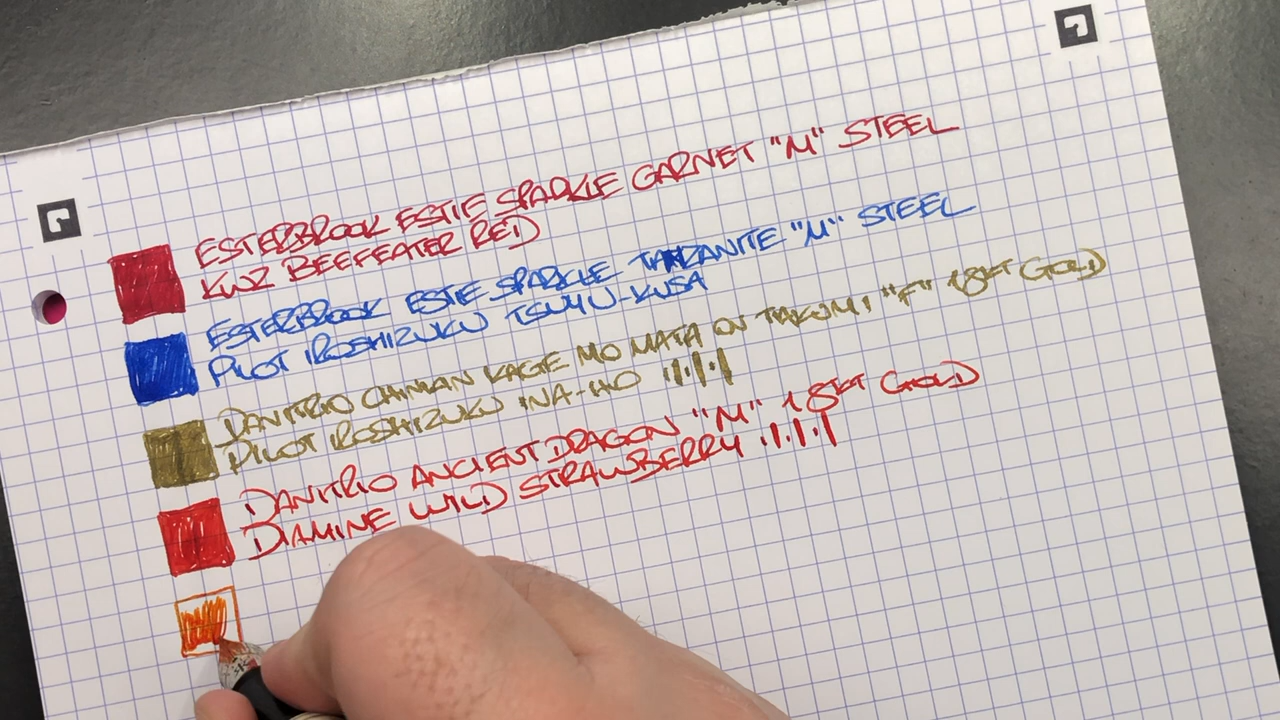 ESTERBROOK ESTIE SPARKLE GARNET "M" STEEL
KWZ BEEFEATER RED
ESTERBROOK ESTIE SPARKLE TANZANITE "M" STEEL
PILOT IROSHIZUKU TSUYU-KUSA
DANITRIO CHIMAN KAGE MO MATA ON TAKUMI "F" 18KT GOLD
PILOT IROSHIZUKU INA-HO
DANITRIO ANCIENT DRAGON "M" 18KT GOLD
DIAMINE WILD STRAWBERRY